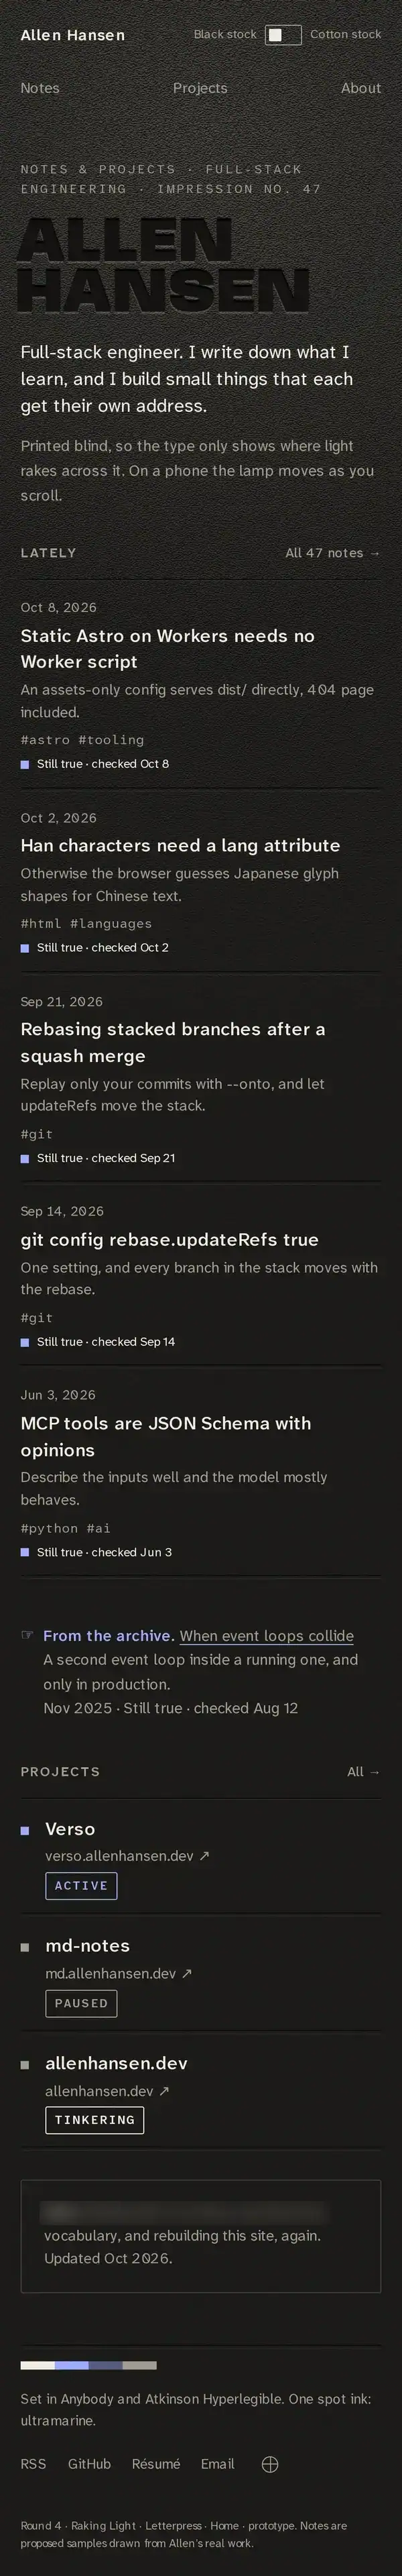 Allen Hansen
Black stock
Cotton stock
Notes
Projects
About
NOTES & PROJECTS · FULL-STACK
ENGINEERING · IMPRESSION NO. 47
ALLEN
HANSEN
Full-stack engineer. I write down what I
learn, and I build small things that each
get their own address.
Printed blind, so the type only shows where light
rakes across it. On a phone the lamp moves as you
scroll.
LATELY
All 47 notes →
Oct 8, 2026
Static Astro on Workers needs no
Worker script
An assets-only config serves dist/ directly, 404 page
included.
#astro #tooling
Still true · checked Oct 8
Oct 2, 2026
Han characters need a lang attribute
Otherwise the browser guesses Japanese glyph
shapes for Chinese text.
#html #languages
Still true · checked Oct 2
Sep 21, 2026
Rebasing stacked branches after a
squash merge
Replay only your commits with --onto, and let
updateRefs move the stack.
#git
Still true · checked Sep 21
Sep 14, 2026
git config rebase.updateRefs true
One setting, and every branch in the stack moves with
the rebase.
#git
Still true · checked Sep 14
Jun 3, 2026
MCP tools are JSON Schema with
opinions
Describe the inputs well and the model mostly
behaves.
#python #ai
Still true · checked Jun 3
☞ From the archive. When event loops collide
A second event loop inside a running one, and
only in production.
Nov 2025 · Still true · checked Aug 12
PROJECTS
All →
Verso
verso.allenhansen.dev ↗
ACTIVE
md-notes
md.allenhansen.dev ↗
PAUSED
allenhansen.dev
allenhansen.dev ↗
TINKERING
vocabulary, and rebuilding this site, again.
Updated Oct 2026.
Set in Anybody and Atkinson Hyperlegible. One spot ink:
ultramarine.
RSS
GitHub
Résumé
Email
Round 4 · Raking Light · Letterpress · Home · prototype. Notes are
proposed samples drawn from Allen's real work.